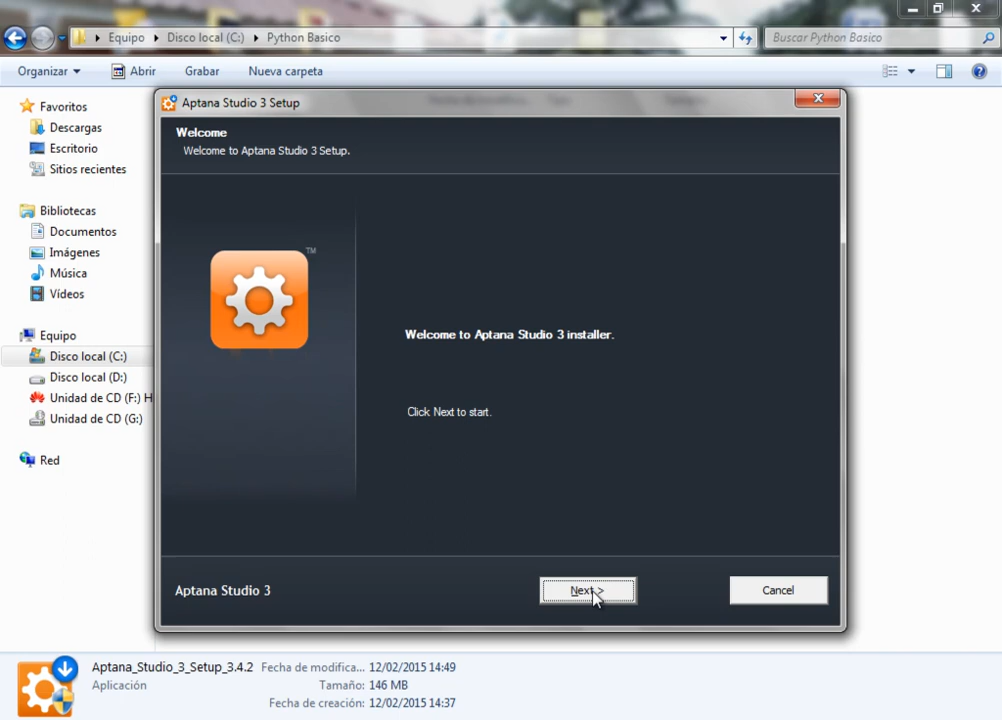 Equipo Disco local (C:) Python Basico
Buscar Python Basico
Organizar Abrir Grabar Nueva carpeta
Favoritos
Descargas
Escritorio
Sitios recientes
Bibliotecas
Documentos
Imágenes
Música
Vídeos
Equipo
Disco local (C:)
Disco local (D:)
Unidad de CD (F:) H
Unidad de CD (G:)
Red
Aptana Studio 3 Setup
Welcome
Welcome to Aptana Studio 3 Setup.
TM
Welcome to Aptana Studio 3 installer.
Click Next to start.
Aptana Studio 3
Next >
Cancel
Aptana_Studio_3_Setup_3.4.2 Fecha de modifica... 12/02/2015 14:49
Aplicación Tamaño: 146 MB
Fecha de creación: 12/02/2015 14:37